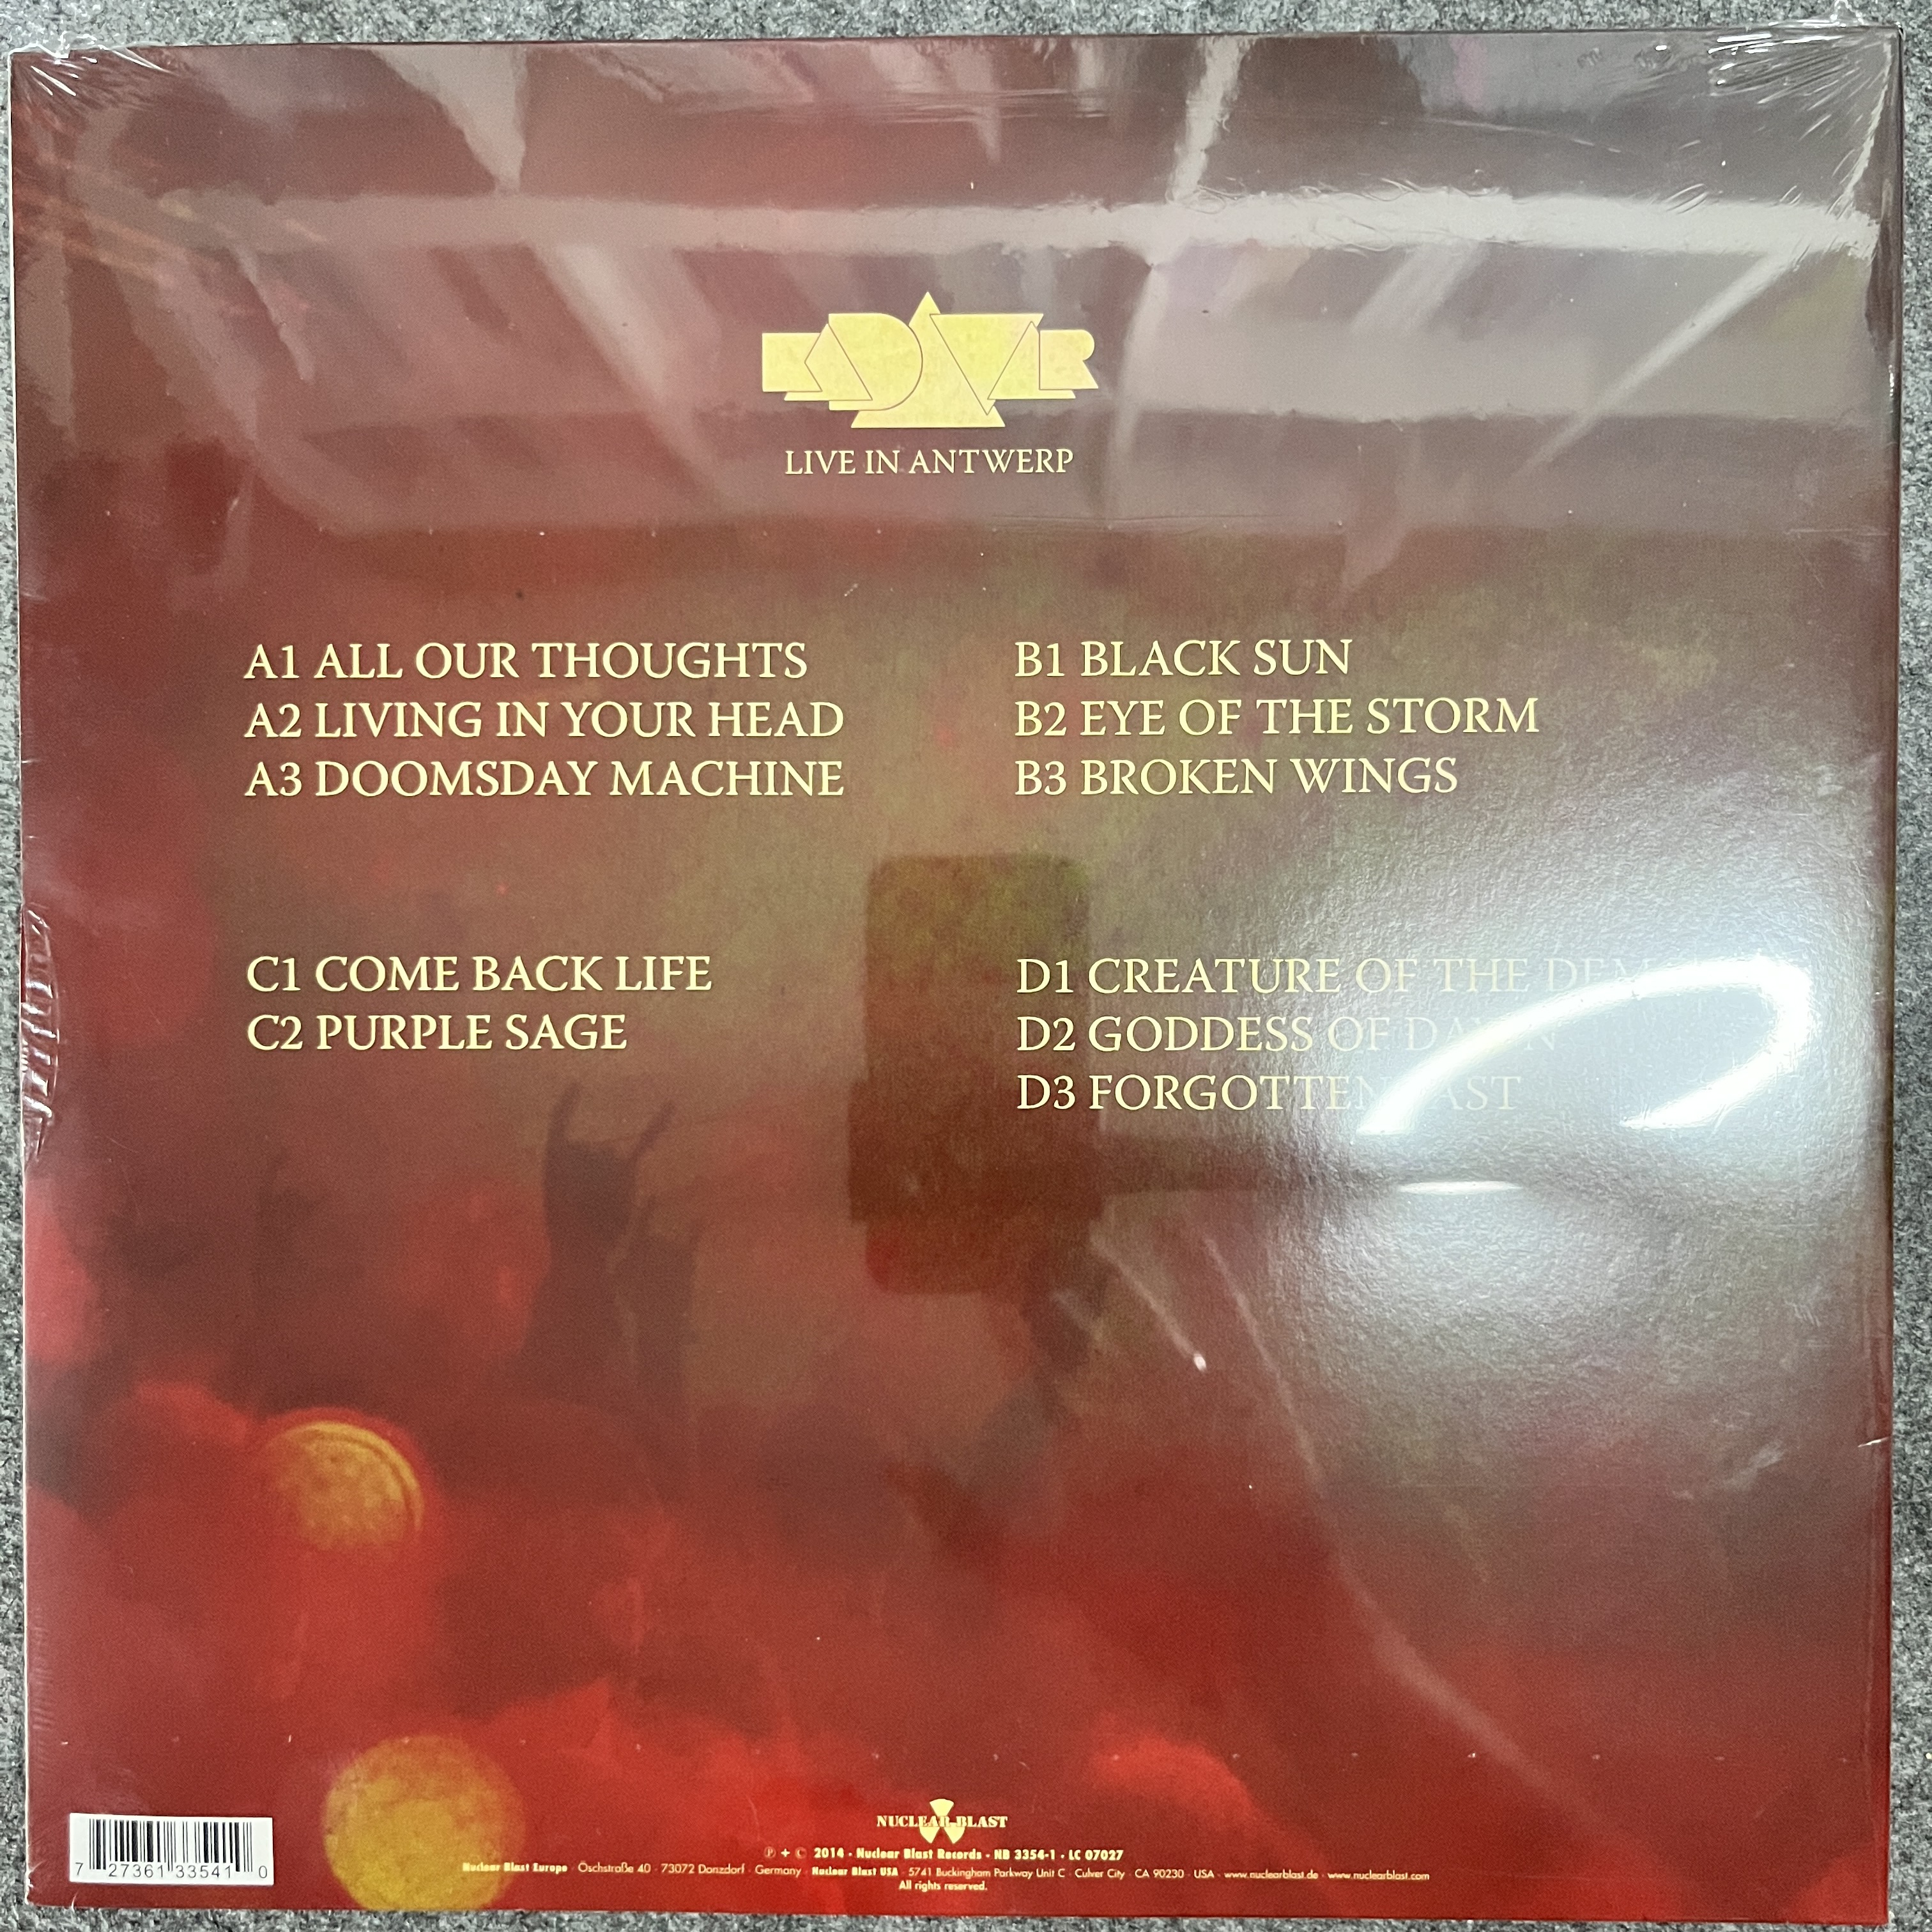 KADAVAR
LIVE IN ANTWERP
A1 ALL OUR THOUGHTS
A2 LIVING IN YOUR HEAD
A3 DOOMSDAY MACHINE
B1 BLACK SUN
B2 EYE OF THE STORM
B3 BROKEN WINGS
C1 COME BACK LIFE
C2 PURPLE SAGE
D1 CREATURE OF THE
D2 GODDESS OF DAWN
D3 FORGOTTEN PAST
7 27361 33541 0
NUCLEAR BLAST
℗ + © 2014 · Nuclear Blast Records · NB 3354-1 · LC 07027
Nuclear Blast Europe · Öschstraße 40 · 73072 Donzdorf · Germany · Nuclear Blast USA · 5741 Buckingham Parkway Unit C · Culver City · CA 90230 · USA · www.nuclearblast.de · www.nuclearblast.com
All rights reserved.